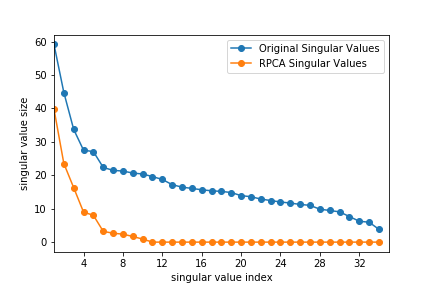 Original Singular Values
RPCA Singular Values
60
50
40
30
20
10
0
singular value size
4 8 12 16 20 24 28 32
singular value index